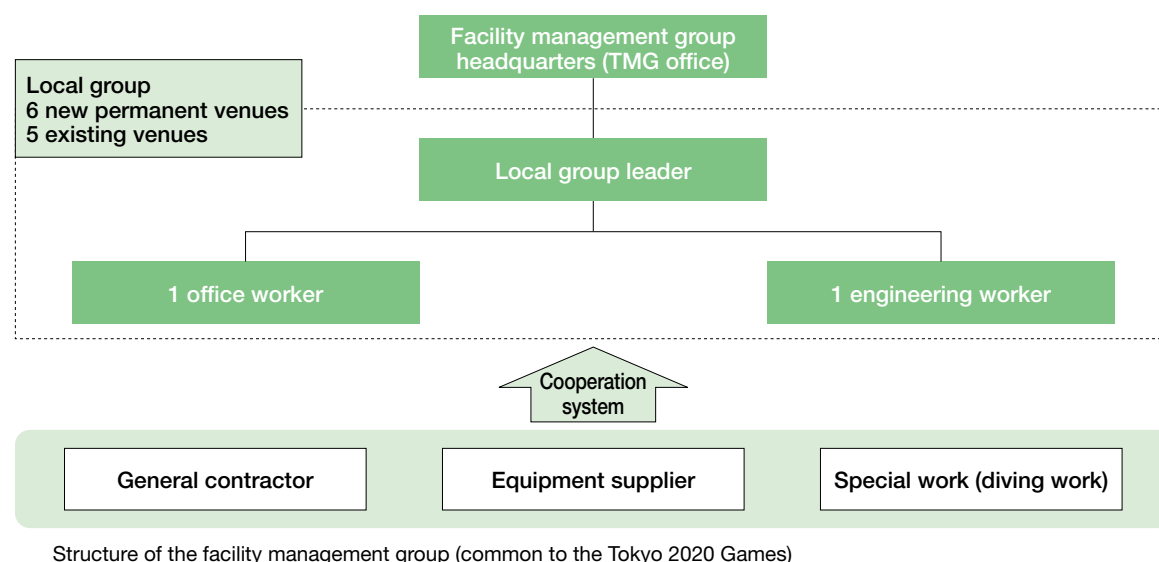 Facility management group
headquarters (TMG office)
Local group
6 new permanent venues
5 existing venues
Local group leader
1 office worker
1 engineering worker
Cooperation
system
General contractor
Equipment supplier
Special work (diving work)
Structure of the facility management group (common to the Tokyo 2020 Games)